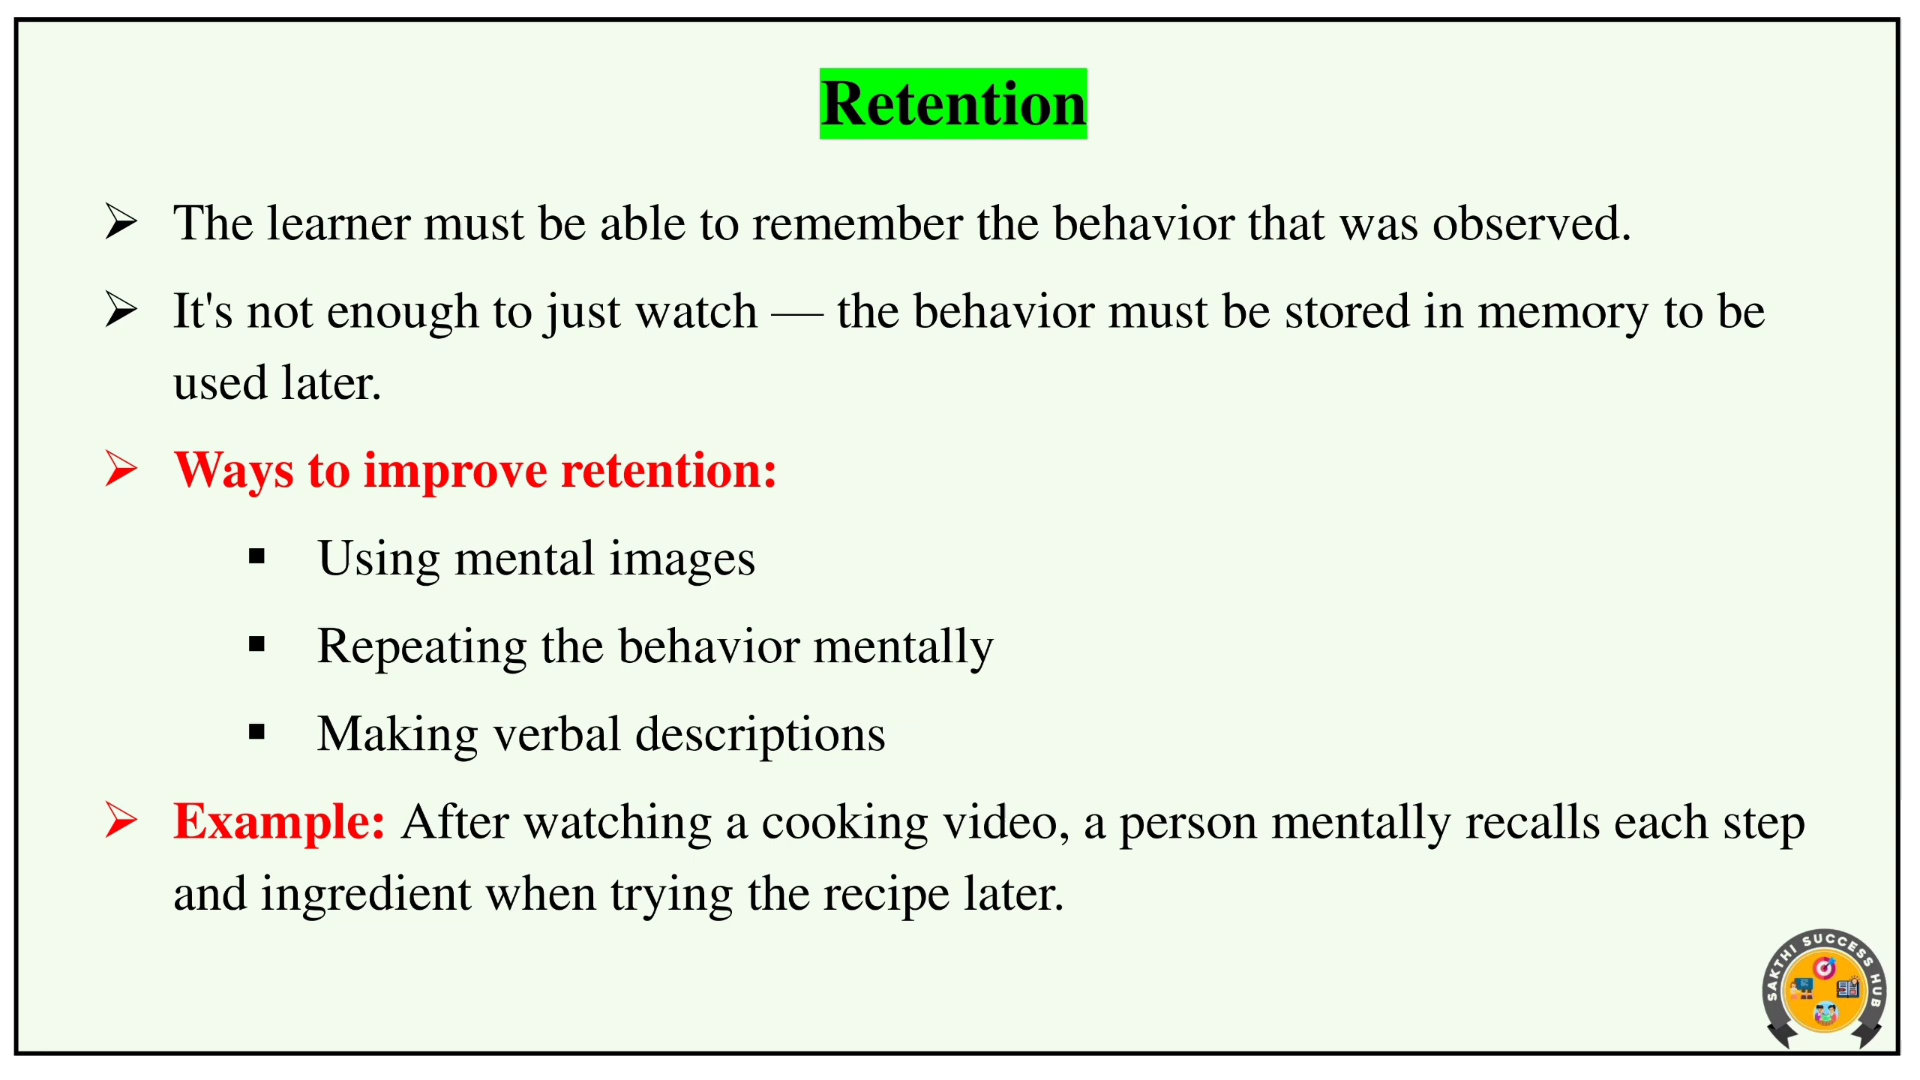 Retention
➢ The learner must be able to remember the behavior that was observed.
➢ It's not enough to just watch — the behavior must be stored in memory to be
used later.
➢ Ways to improve retention:
▪ Using mental images
▪ Repeating the behavior mentally
▪ Making verbal descriptions
➢ Example: After watching a cooking video, a person mentally recalls each step
and ingredient when trying the recipe later.
SAKTHI SUCCESS HUB